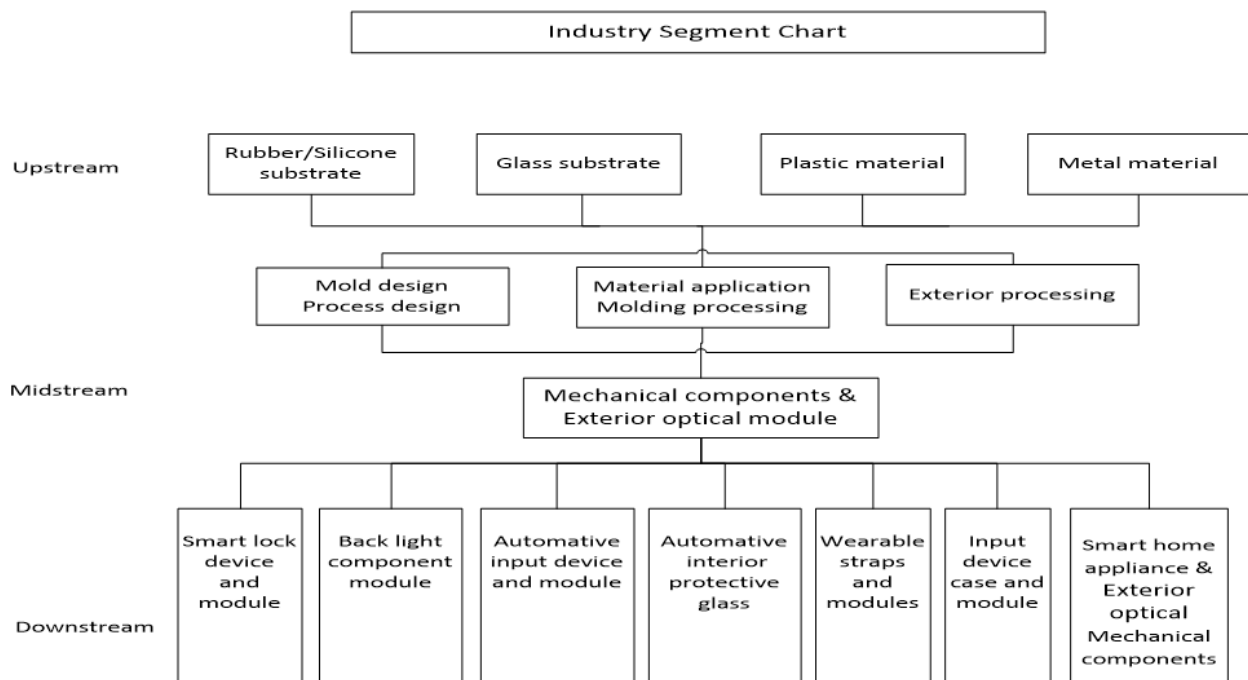 Industry Segment Chart
Upstream
Rubber/Silicone
substrate
Glass substrate
Plastic material
Metal material
Mold design
Process design
Material application
Molding processing
Exterior processing
Midstream
Mechanical components &
Exterior optical module
Downstream
Smart lock
device
and
module
Back light
component
module
Automative
input device
and module
Automative
interior
protective
glass
Wearable
straps
and
modules
Input
device
case and
module
Smart home
appliance &
Exterior
optical
Mechanical
components